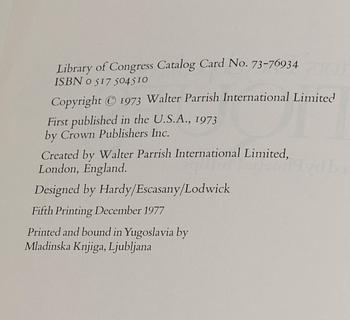 Library of Congress Catalog Card No. 73-76934
ISBN 0 517 504510
Copyright © 1973 Walter Parrish International Limited
First published in the U.S.A., 1973
by Crown Publishers Inc.
Created by Walter Parrish International Limited,
London, England.
Designed by Hardy/Escasany/Lodwick
Fifth Printing December 1977
Printed and bound in Yugoslavia by
Mladinska Knjiga, Ljubljana